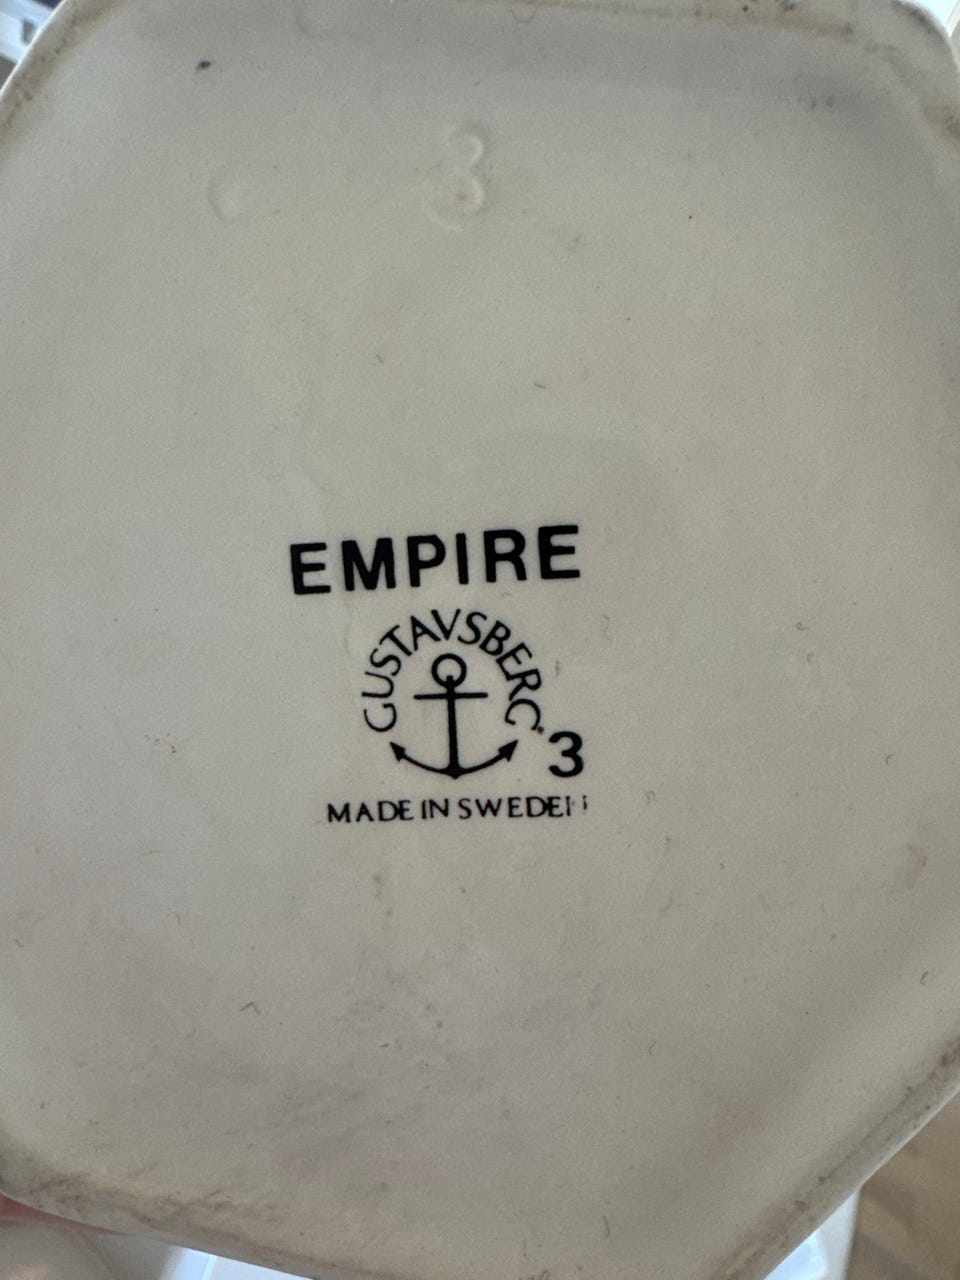 3
EMPIRE
GUSTAVSBERG
3
MADE IN SWEDEN